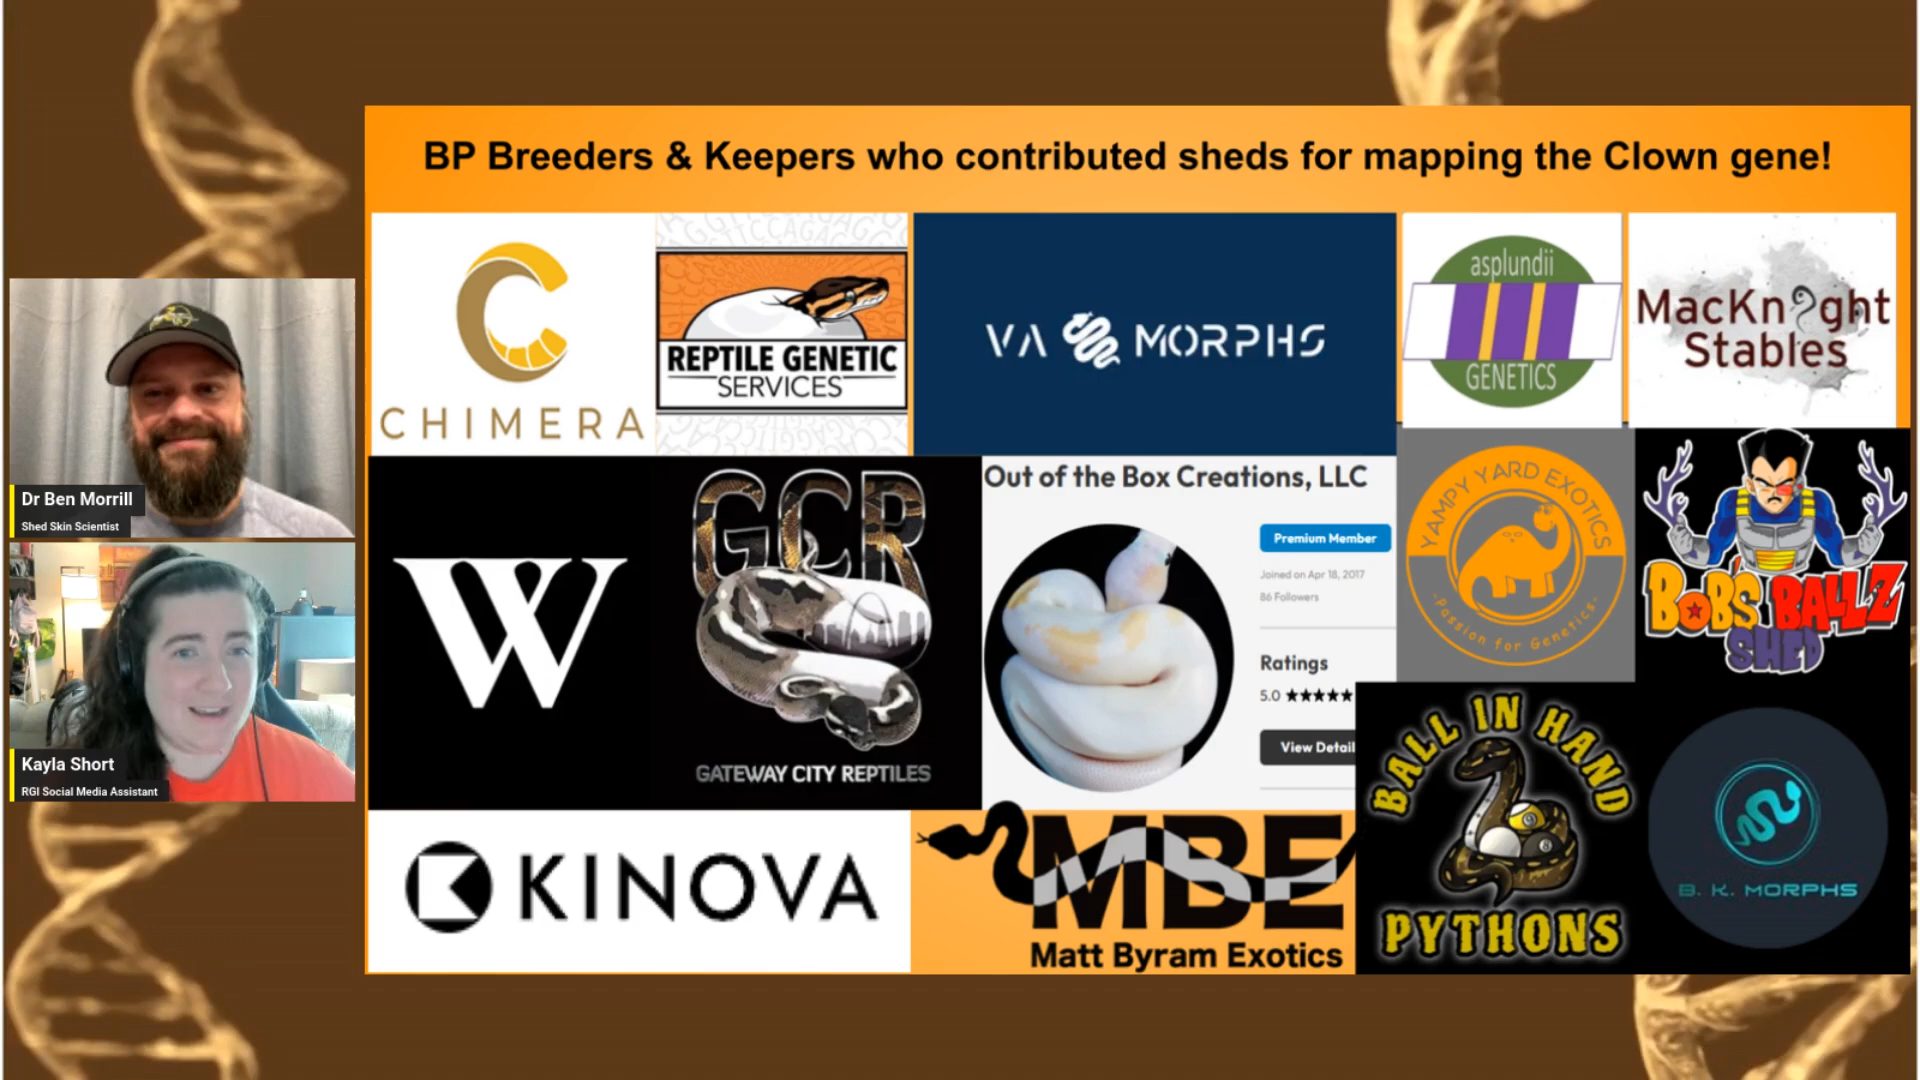 BP Breeders & Keepers who contributed sheds for mapping the Clown gene!
CHIMERA
REPTILE GENETIC
SERVICES
VA MORPHS
asplundii
GENETICS
MacKnight
Stables
Dr Ben Morrill
Shed Skin Scientist
Kayla Short
RGI Social Media Assistant
W
GCR
GATEWAY CITY REPTILES
Out of the Box Creations, LLC
Premium Member
Joined on Apr 18, 2017
86 Followers
Ratings
5.0 ★★★★★
View Detail
YAMPY YARD EXOTICS
-Passion for Genetics-
BOB'S BALLZ
SHED
KINOVA
MBE
Matt Byram Exotics
BALL IN HAND
PYTHONS
B. K. MORPHS